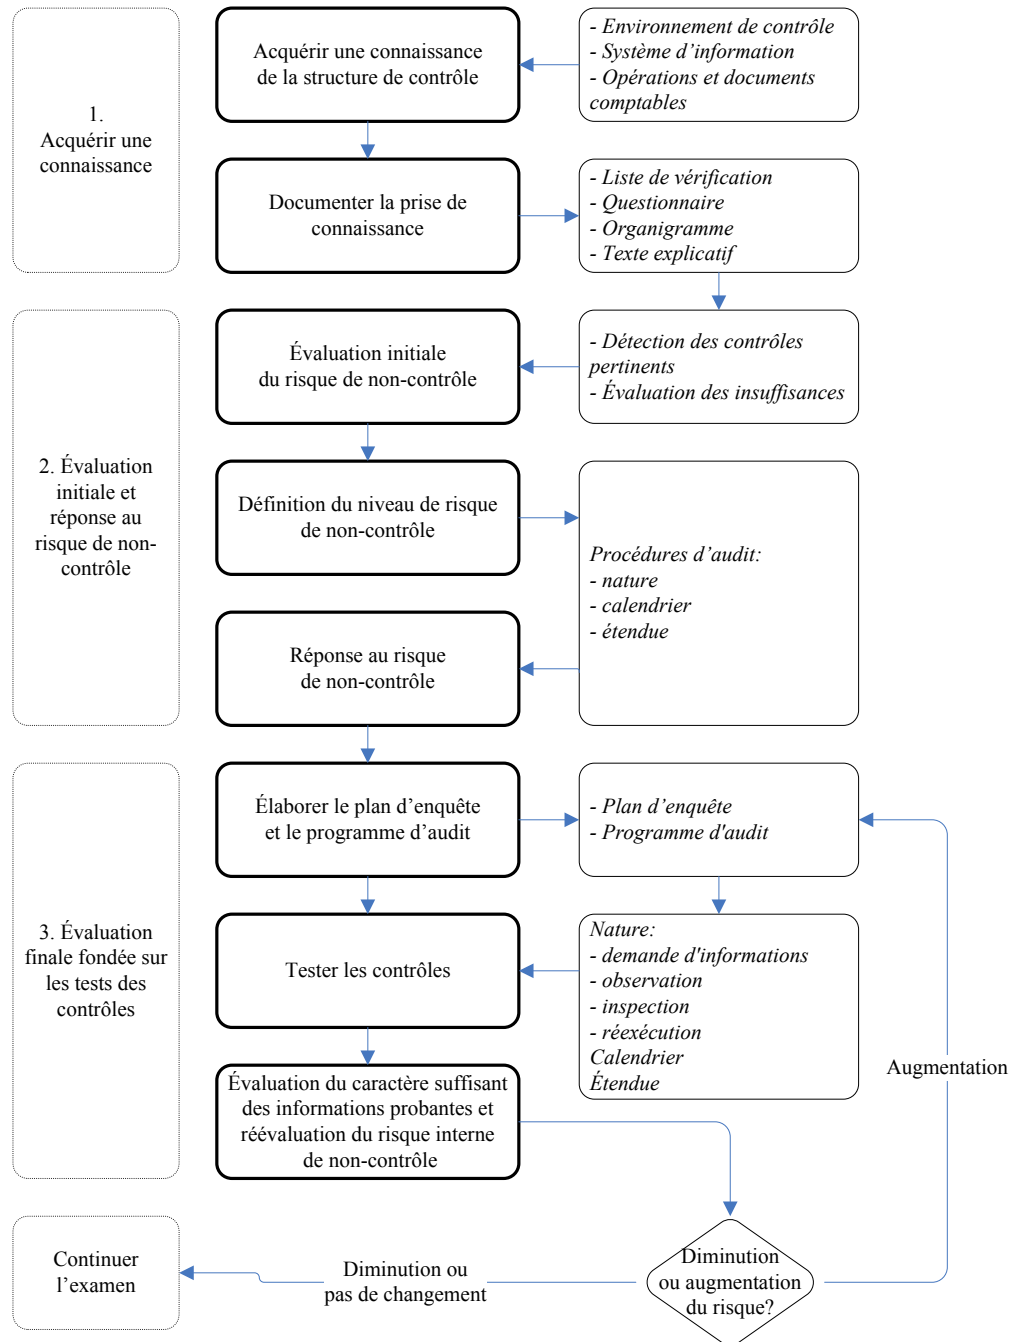 1.
Acquérir une
connaissance
Acquérir une connaissance
de la structure de contrôle
- Environnement de contrôle
- Système d’information
- Opérations et documents
comptables
Documenter la prise de
connaissance
- Liste de vérification
- Questionnaire
- Organigramme
- Texte explicatif
2. Évaluation
initiale et
réponse au
risque de non-
contrôle
Évaluation initiale
du risque de non-contrôle
- Détection des contrôles
pertinents
- Évaluation des insuffisances
Définition du niveau de risque
de non-contrôle
Procédures d’audit:
- nature
- calendrier
- étendue
Réponse au risque
de non-contrôle
3. Évaluation
finale fondée sur
les tests des
contrôles
Élaborer le plan d’enquête
et le programme d’audit
- Plan d’enquête
- Programme d'audit
Tester les contrôles
Nature:
- demande d'informations
- observation
- inspection
- réexécution
Calendrier
Étendue
Augmentation
Évaluation du caractère suffisant
des informations probantes et
réévaluation du risque interne
de non-contrôle
Continuer
l’examen
Diminution ou
pas de changement
Diminution
ou augmentation
du risque?